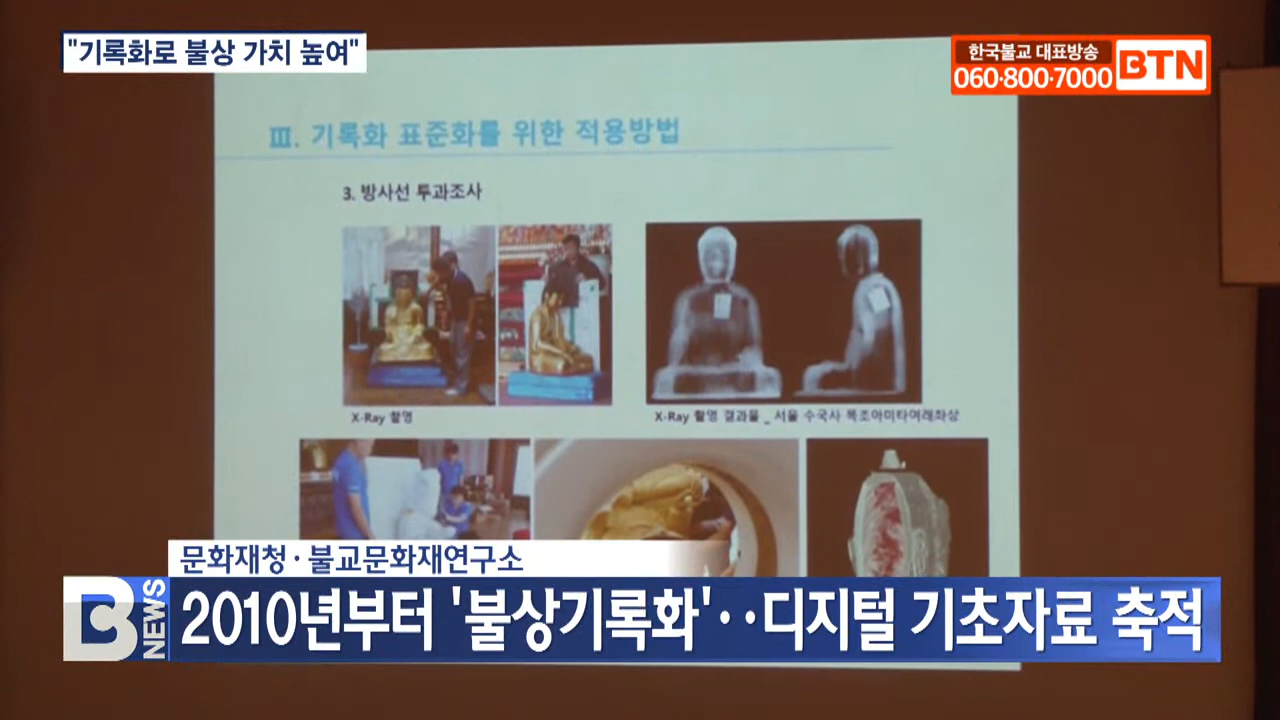 "기록화로 불상 가치 높여"
한국불교 대표방송
060·800·7000
BTN
Ⅲ. 기록화 표준화를 위한 적용방법
3. 방사선 투과조사
X-Ray 촬영
X-Ray 촬영 결과물 _ 서울 수국사 목조아미타여래좌상
문화재청·불교문화재연구소
B NEWS
2010년부터 '불상기록화'··디지털 기초자료 축적